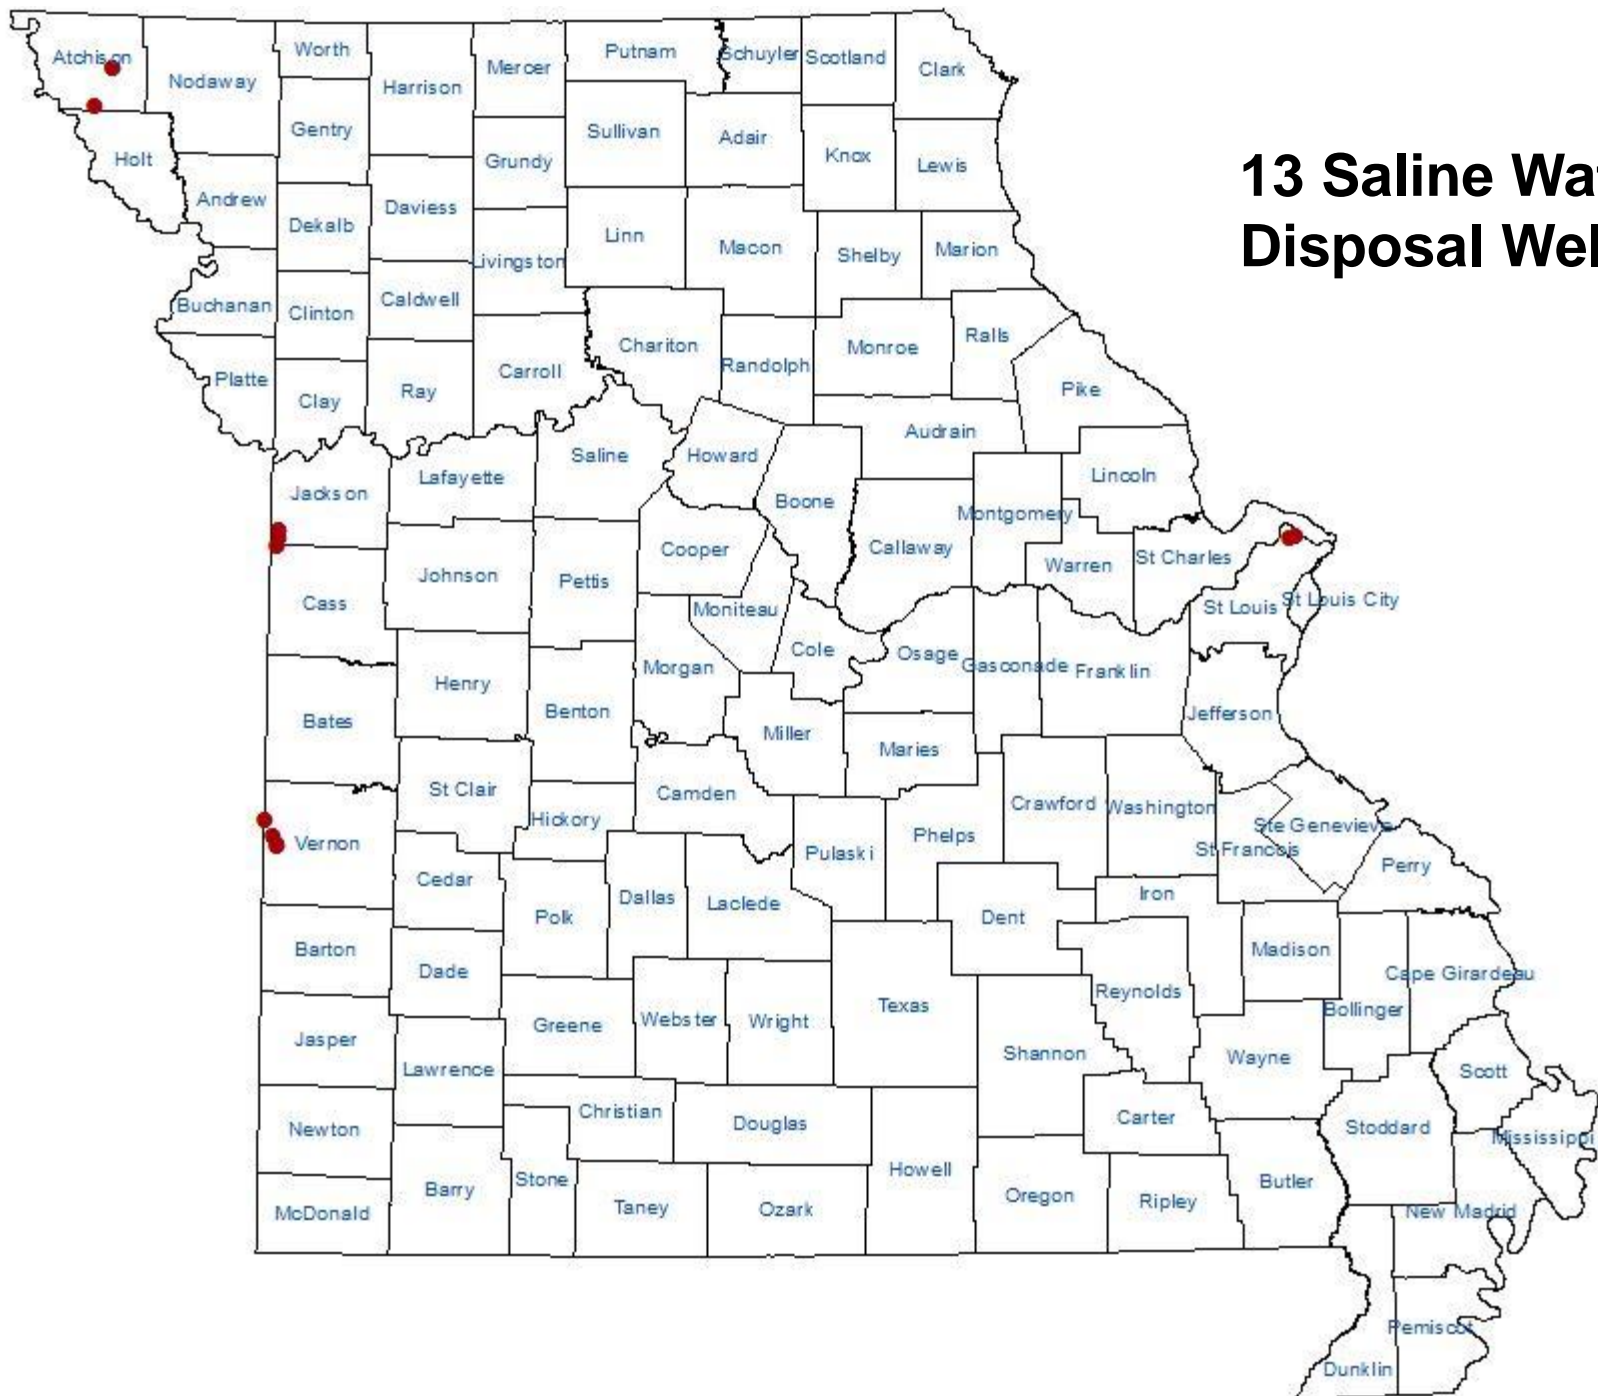 Atchison
Nodaway
Worth
Harrison
Mercer
Putnam
Schuyler
Scotland
Clark
Gentry
Sullivan
Adair
Knox
Lewis
Holt
Andrew
Grundy
Daviess
Dekalb
Linn
Macon
Shelby
Marion
Livingston
Buchanan
Clinton
Caldwell
Chariton
Randolph
Monroe
Ralls
Platte
Clay
Ray
Carroll
Pike
13 Saline Wat
Disposal Wel
Audrain
Saline
Howard
Lafayette
Jackson
Boone
Lincoln
Montgomery
Callaway
Cooper
Johnson
Pettis
Warren
St Charles
Cass
Moniteau
St Louis
St Louis City
Cole
Osage
Gasconade
Franklin
Morgan
Henry
Benton
Bates
Miller
Maries
Jefferson
St Clair
Camden
Hickory
Crawford
Washington
Vernon
Pulaski
Phelps
Ste Genevieve
St Francois
Perry
Cedar
Polk
Dallas
Laclede
Dent
Iron
Barton
Dade
Madison
Cape Girardeau
Reynolds
Bollinger
Texas
Greene
Webster
Wright
Jasper
Lawrence
Shannon
Wayne
Scott
Christian
Douglas
Carter
Stoddard
Mississippi
Newton
Howell
Barry
Stone
Taney
Ozark
Oregon
Ripley
Butler
McDonald
New Madrid
Pemiscot
Dunklin